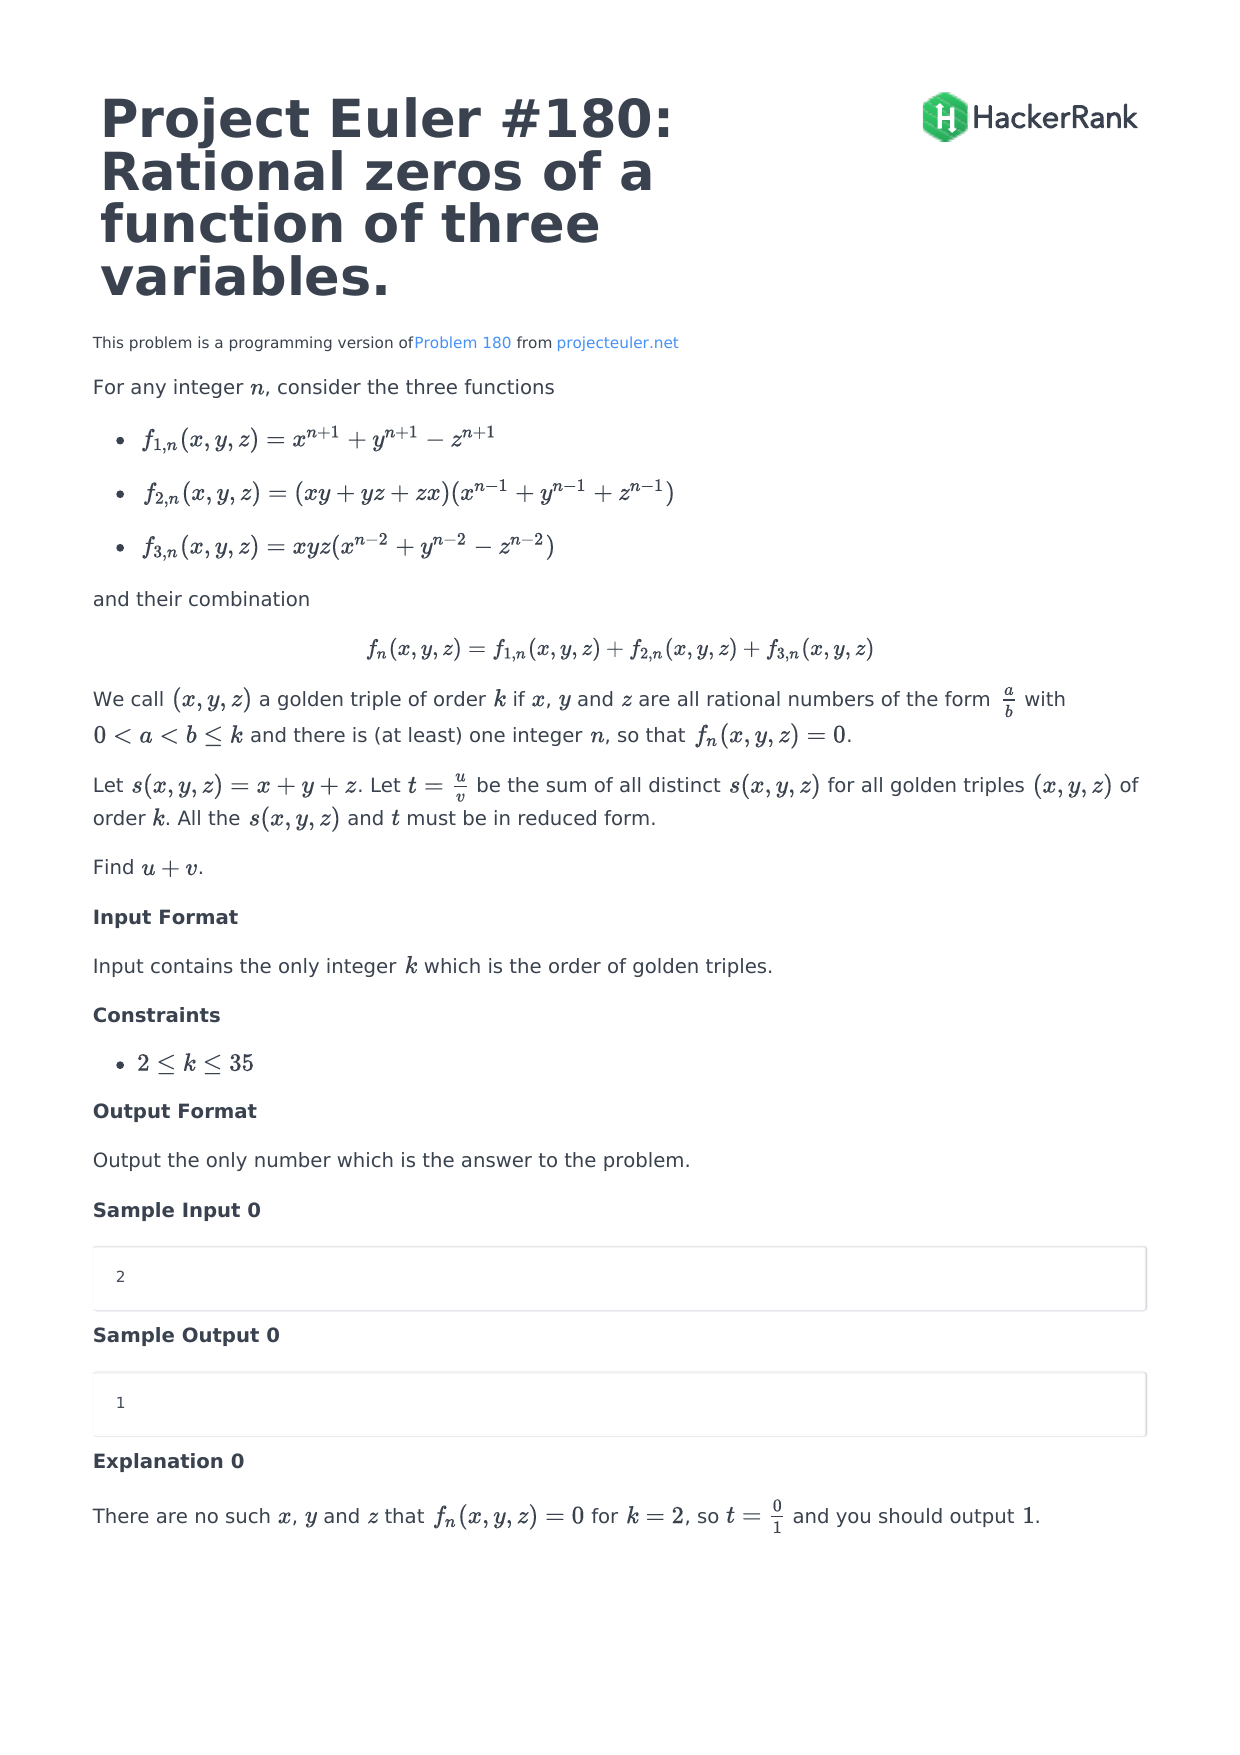 Project Euler #180:
Rational zeros of a
function of three
variables.
HackerRank
This problem is a programming version ofProblem 180 from projecteuler.net
For any integer n, consider the three functions
• f_{1,n}(x, y, z) = x^{n+1} + y^{n+1} − z^{n+1}
• f_{2,n}(x, y, z) = (xy + yz + zx)(x^{n−1} + y^{n−1} + z^{n−1})
• f_{3,n}(x, y, z) = xyz(x^{n−2} + y^{n−2} − z^{n−2})
and their combination
f_n(x, y, z) = f_{1,n}(x, y, z) + f_{2,n}(x, y, z) + f_{3,n}(x, y, z)
We call (x, y, z) a golden triple of order k if x, y and z are all rational numbers of the form a/b with
0 < a < b ≤ k and there is (at least) one integer n, so that f_n(x, y, z) = 0.
Let s(x, y, z) = x + y + z. Let t = u/v be the sum of all distinct s(x, y, z) for all golden triples (x, y, z) of
order k. All the s(x, y, z) and t must be in reduced form.
Find u + v.
Input Format
Input contains the only integer k which is the order of golden triples.
Constraints
• 2 ≤ k ≤ 35
Output Format
Output the only number which is the answer to the problem.
Sample Input 0
2
Sample Output 0
1
Explanation 0
There are no such x, y and z that f_n(x, y, z) = 0 for k = 2, so t = 0/1 and you should output 1.